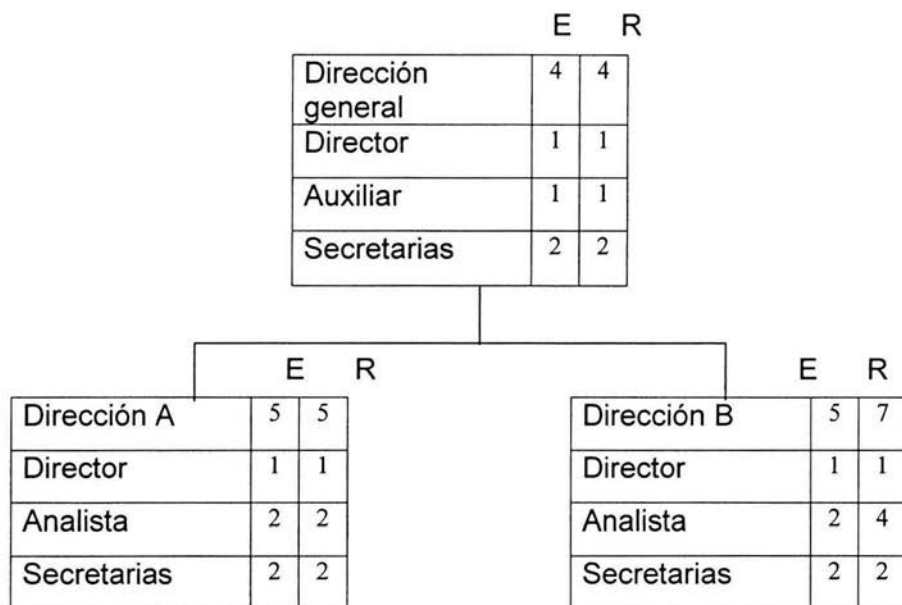 E R
Dirección general 4 4
Director 1 1
Auxiliar 1 1
Secretarias 2 2
E R
Dirección A 5 5
Director 1 1
Analista 2 2
Secretarias 2 2
E R
Dirección B 5 7
Director 1 1
Analista 2 4
Secretarias 2 2